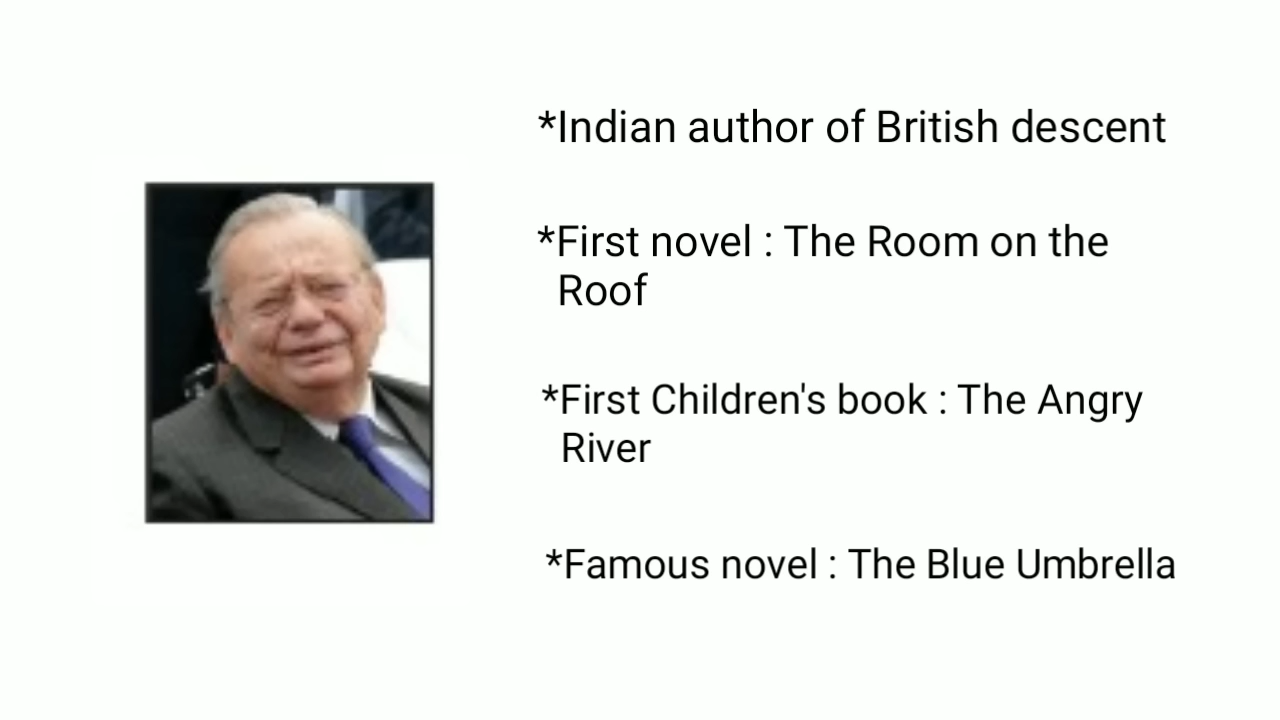 *Indian author of British descent
*First novel : The Room on the
Roof
*First Children's book : The Angry
River
*Famous novel : The Blue Umbrella